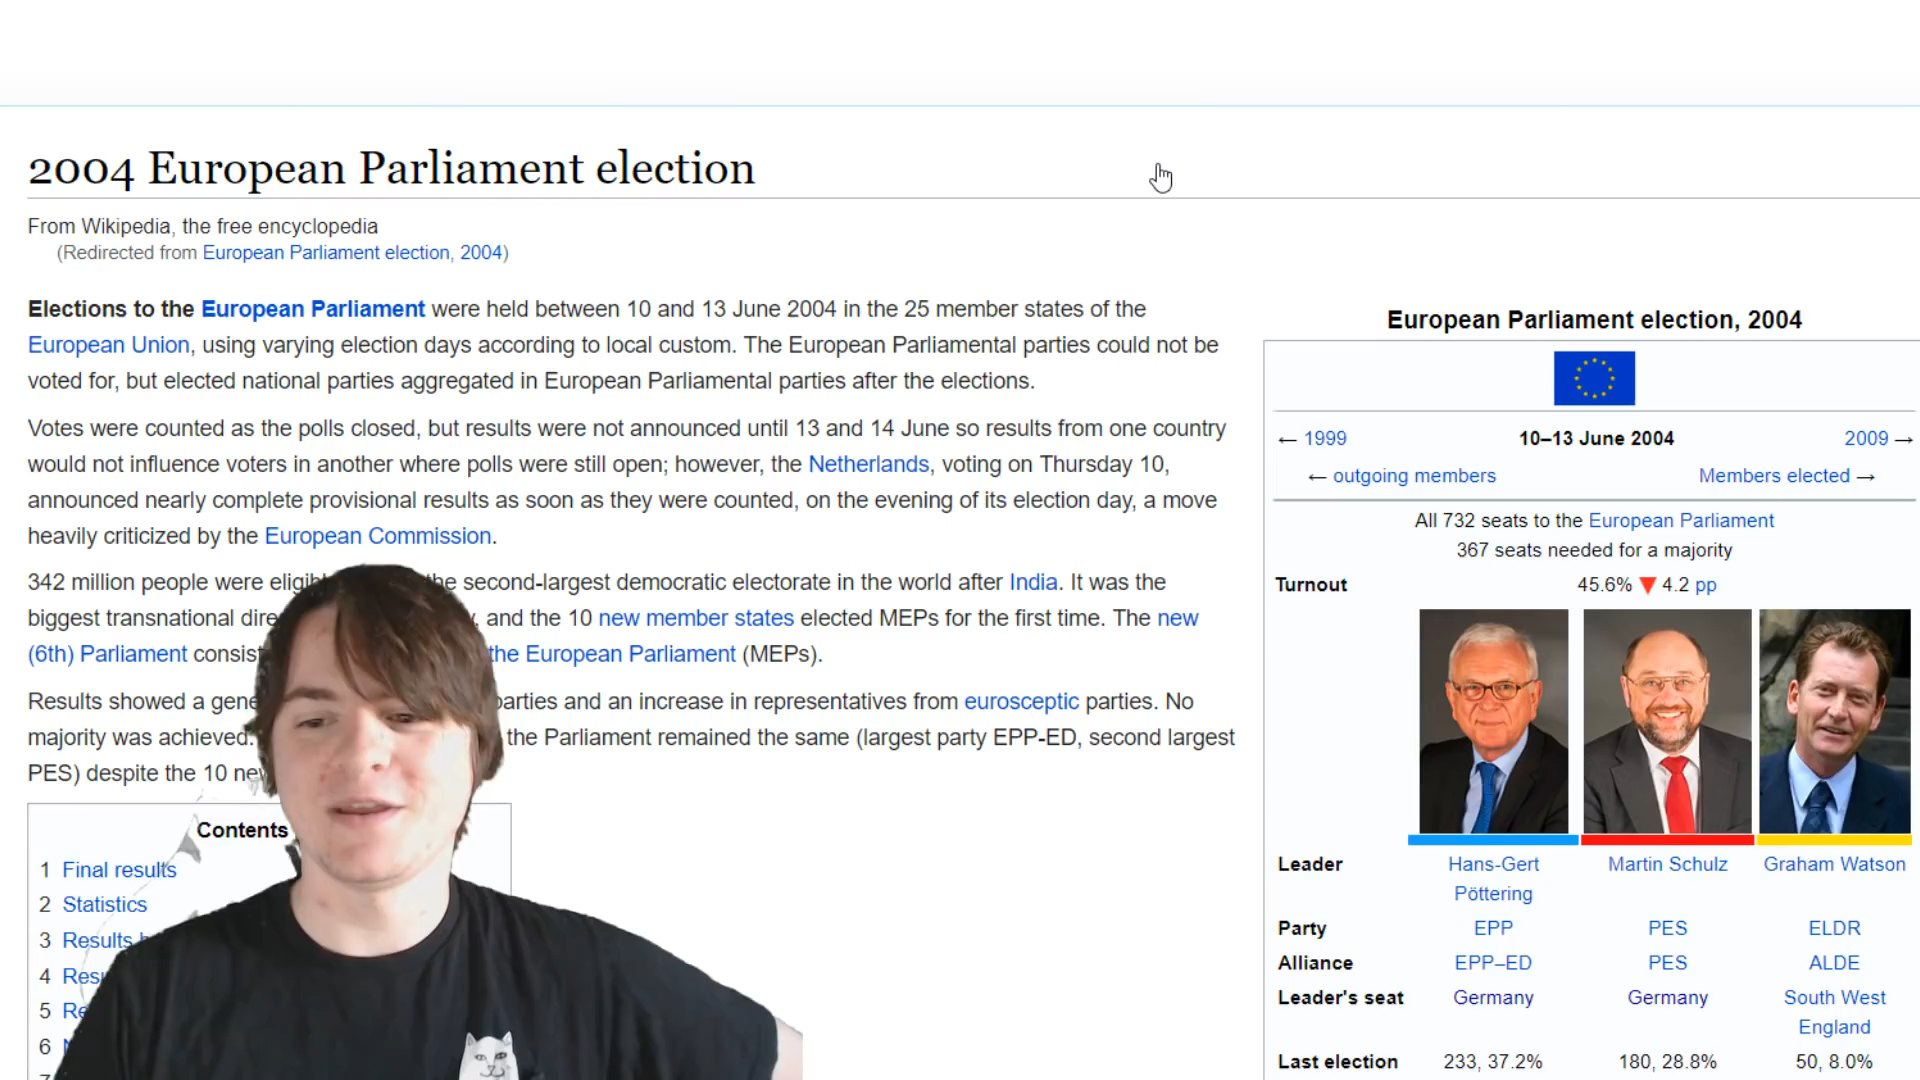 2004 European Parliament election
From Wikipedia, the free encyclopedia
(Redirected from European Parliament election, 2004)
Elections to the European Parliament were held between 10 and 13 June 2004 in the 25 member states of the
European Union, using varying election days according to local custom. The European Parliamental parties could not be
voted for, but elected national parties aggregated in European Parliamental parties after the elections.
Votes were counted as the polls closed, but results were not announced until 13 and 14 June so results from one country
would not influence voters in another where polls were still open; however, the Netherlands, voting on Thursday 10,
announced nearly complete provisional results as soon as they were counted, on the evening of its election day, a move
heavily criticized by the European Commission.
342 million people were the second-largest democratic electorate in the world after India. It was the
biggest transnational and the 10 new member states elected MEPs for the first time. The new
(6th) Parliament the European Parliament (MEPs).
Results showed a parties and an increase in representatives from eurosceptic parties. No
majority was achieved. the Parliament remained the same (largest party EPP-ED, second largest
PES) despite the 10
Contents
1 Final results
2 Statistics
3 Results
4
5
6
European Parliament election, 2004
← 1999 10–13 June 2004 2009 →
← outgoing members Members elected →
All 732 seats to the European Parliament
367 seats needed for a majority
Turnout 45.6% ▼ 4.2 pp
Leader Hans-Gert Pöttering Martin Schulz Graham Watson
Party EPP PES ELDR
Alliance EPP–ED PES ALDE
Leader's seat Germany Germany South West England
Last election 233, 37.2% 180, 28.8% 50, 8.0%